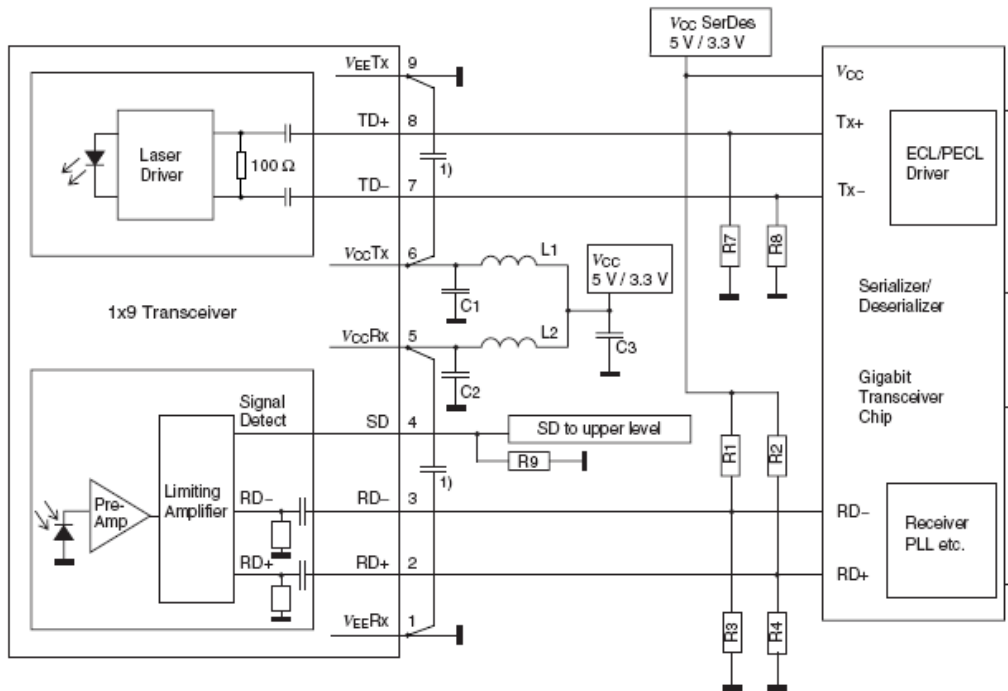 VCC SerDes
5 V / 3.3 V
VEETx
9
VCC
TD+
8
Tx+
Laser
Driver
100 Ω
1)
ECL/PECL
Driver
TD−
7
Tx−
R7
R8
VCCTx
6
L1
VCC
5 V / 3.3 V
C1
Serializer/
Deserializer
1x9 Transceiver
VCCRx
5
L2
C3
C2
Gigabit
Transceiver
Chip
Signal
Detect
SD
4
SD to upper level
R9
R1
R2
1)
Pre-
Amp
Limiting
Amplifier
RD−
RD−
3
RD−
Receiver
PLL etc.
RD+
RD+
2
RD+
VEERx
1
R3
R4